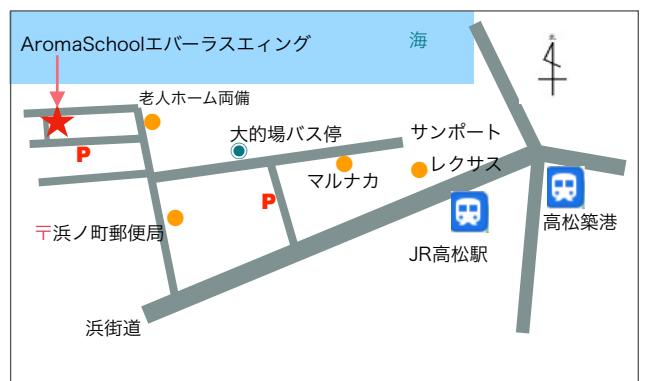 AromaSchoolエバーラスエィング
海
北
老人ホーム両備
大的場バス停
サンポート
P
レクサス
マルナカ
P
高松築港
〒浜ノ町郵便局
JR高松駅
浜街道